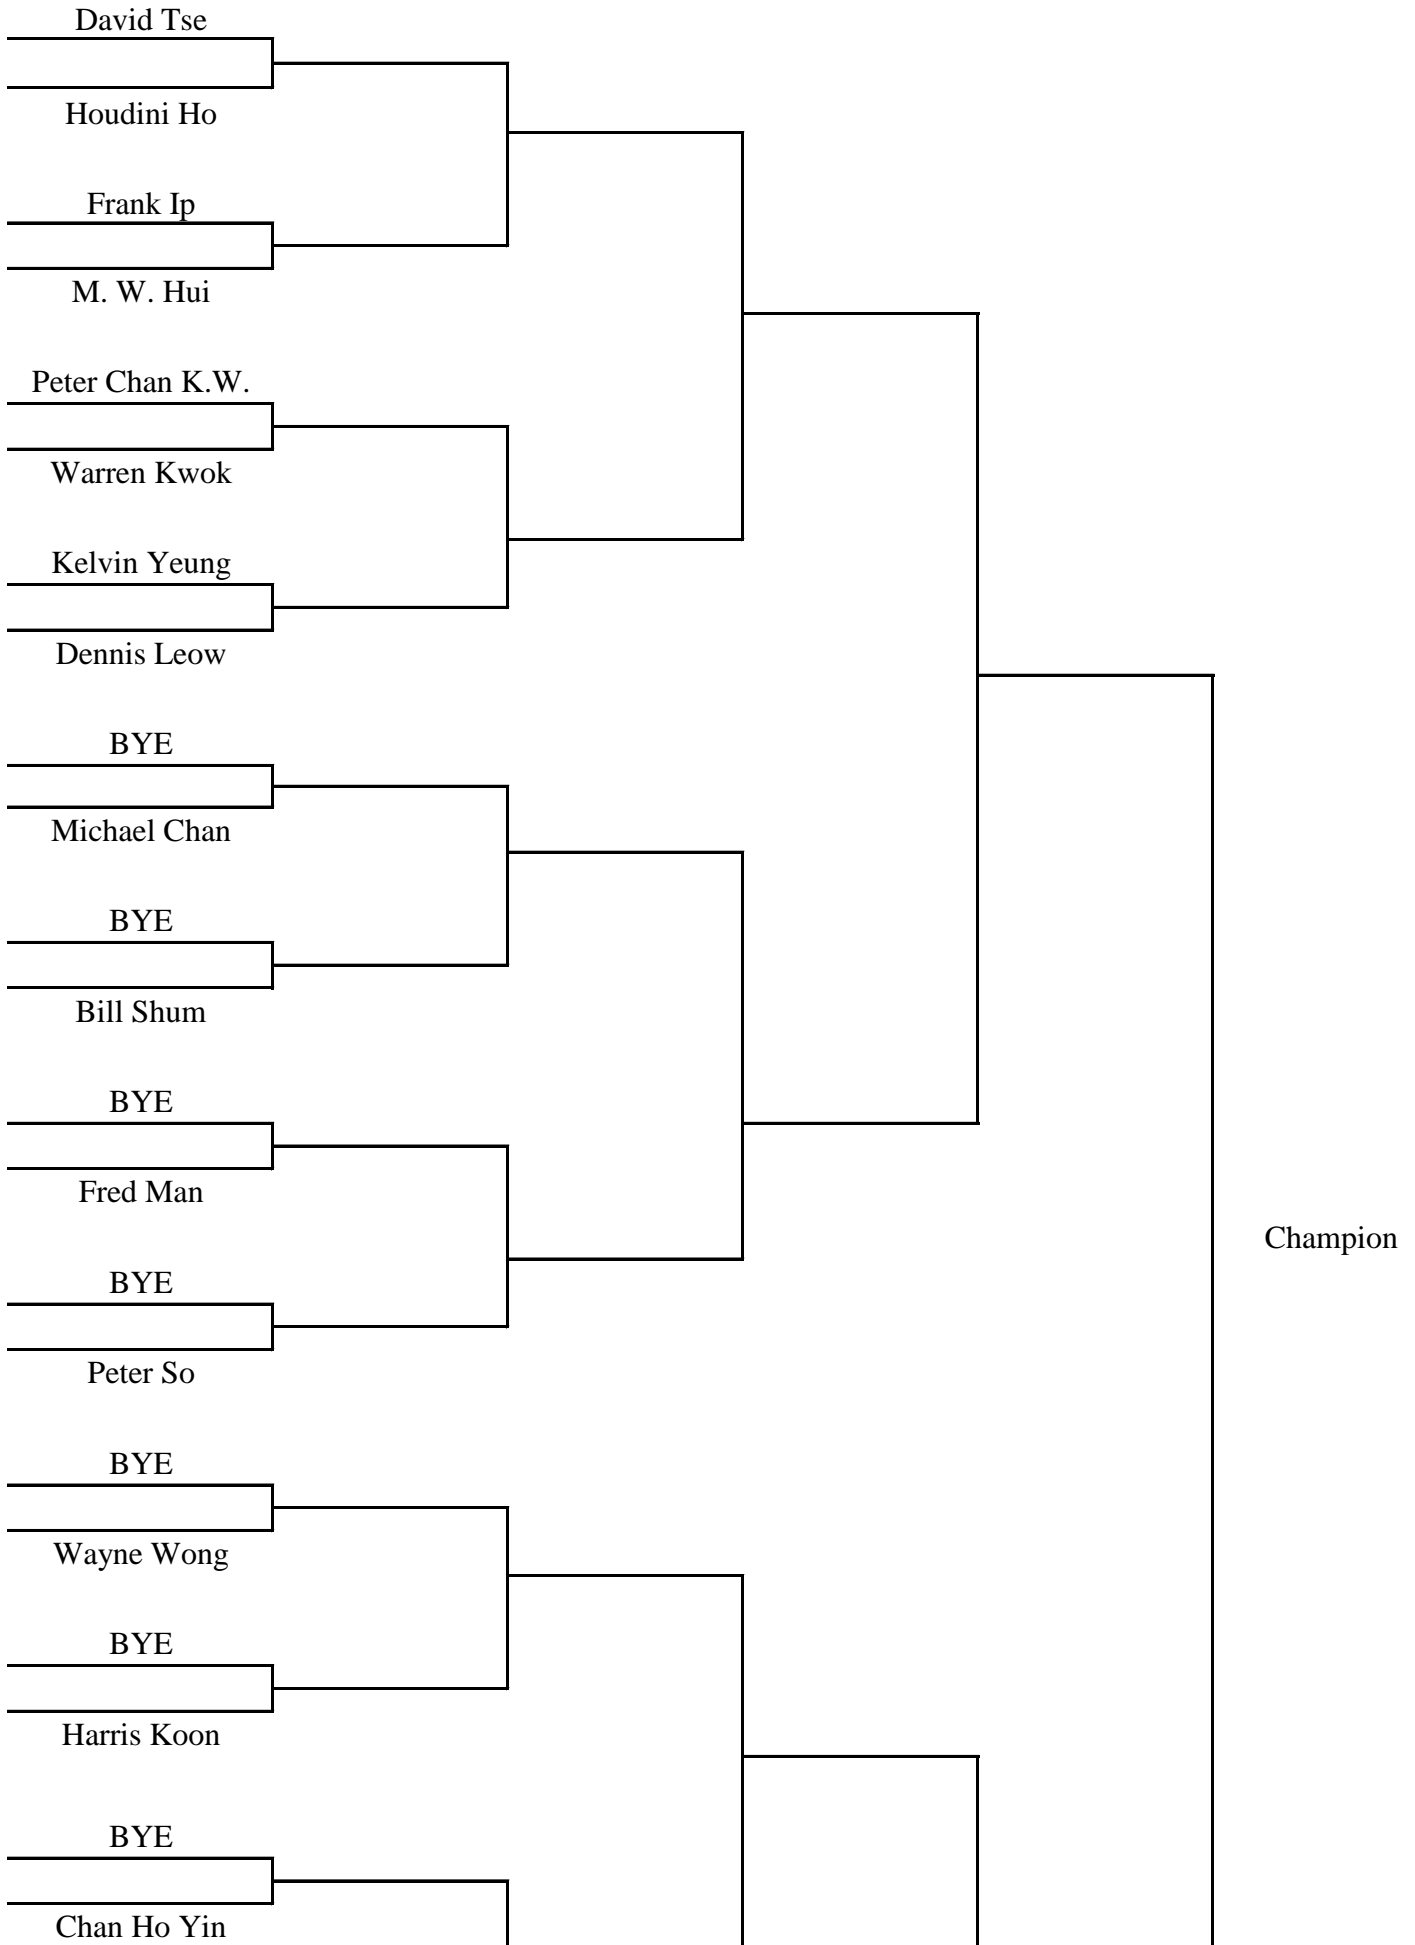 David Tse
Houdini Ho
Frank Ip
M. W. Hui
Peter Chan K.W.
Warren Kwok
Kelvin Yeung
Dennis Leow
BYE
Michael Chan
BYE
Bill Shum
BYE
Fred Man
Champion
BYE
Peter So
BYE
Wayne Wong
BYE
Harris Koon
BYE
Chan Ho Yin